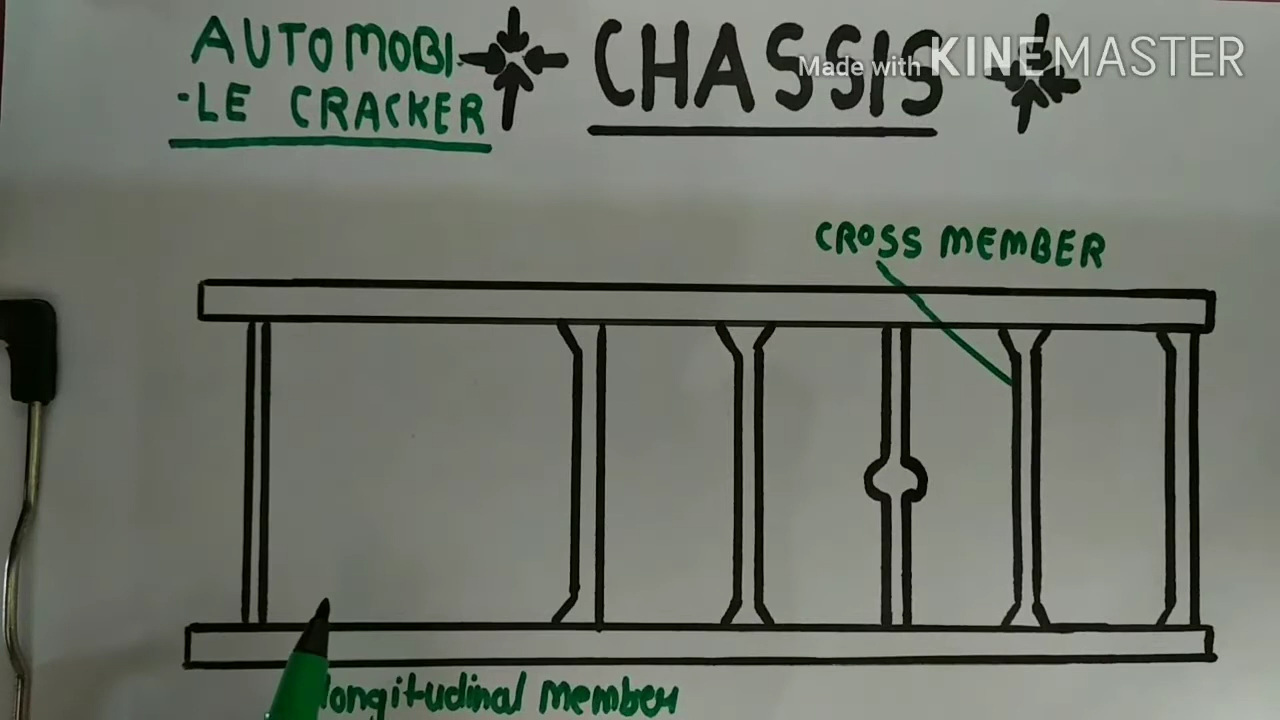 AUTOMOBI
-LE CRACKER
CHASSIS
Made with KINEMASTER
CROSS MEMBER
longitudinal member